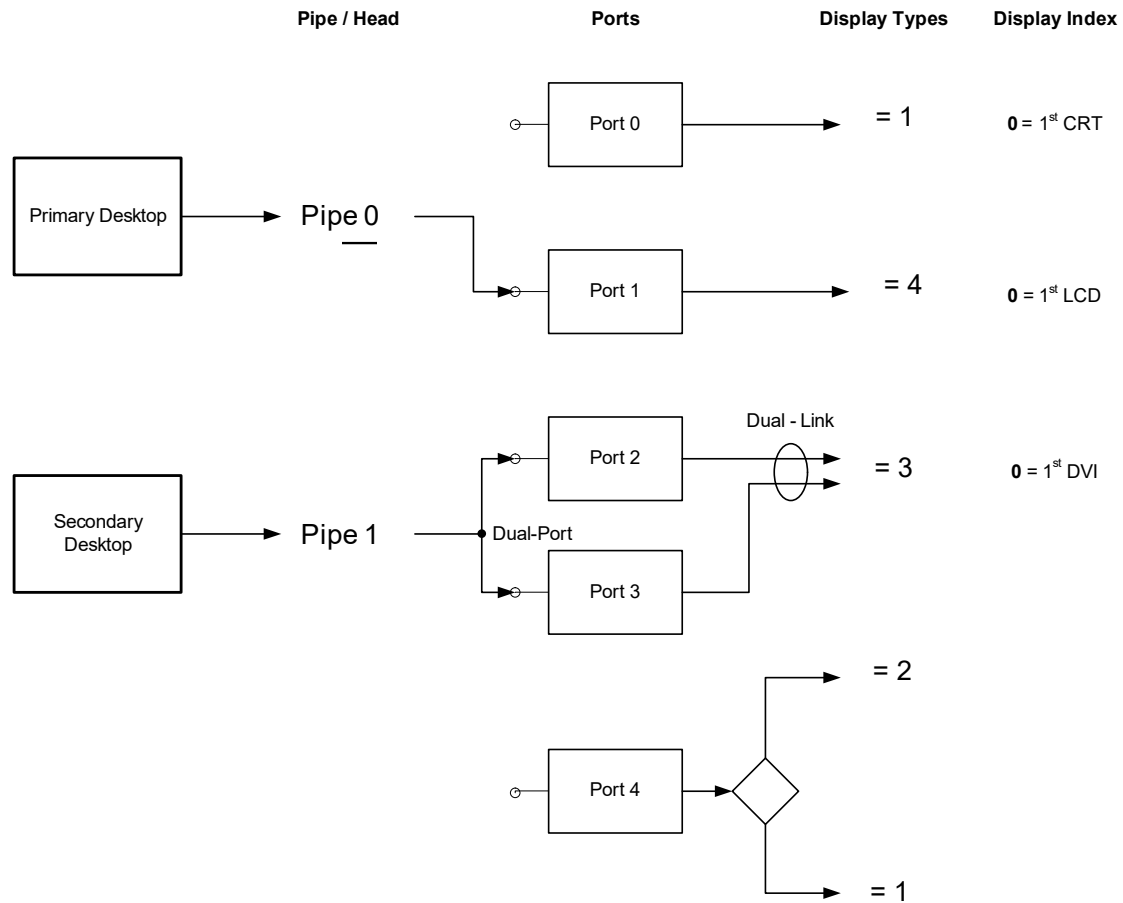 Pipe / Head Ports Display Types Display Index
Port 0 = 1 0 = 1st CRT
Primary Desktop Pipe 0
Port 1 = 4 0 = 1st LCD
Dual - Link
Port 2 = 3 0 = 1st DVI
Secondary
Desktop
Pipe 1
Dual-Port
Port 3
= 2
Port 4
= 1